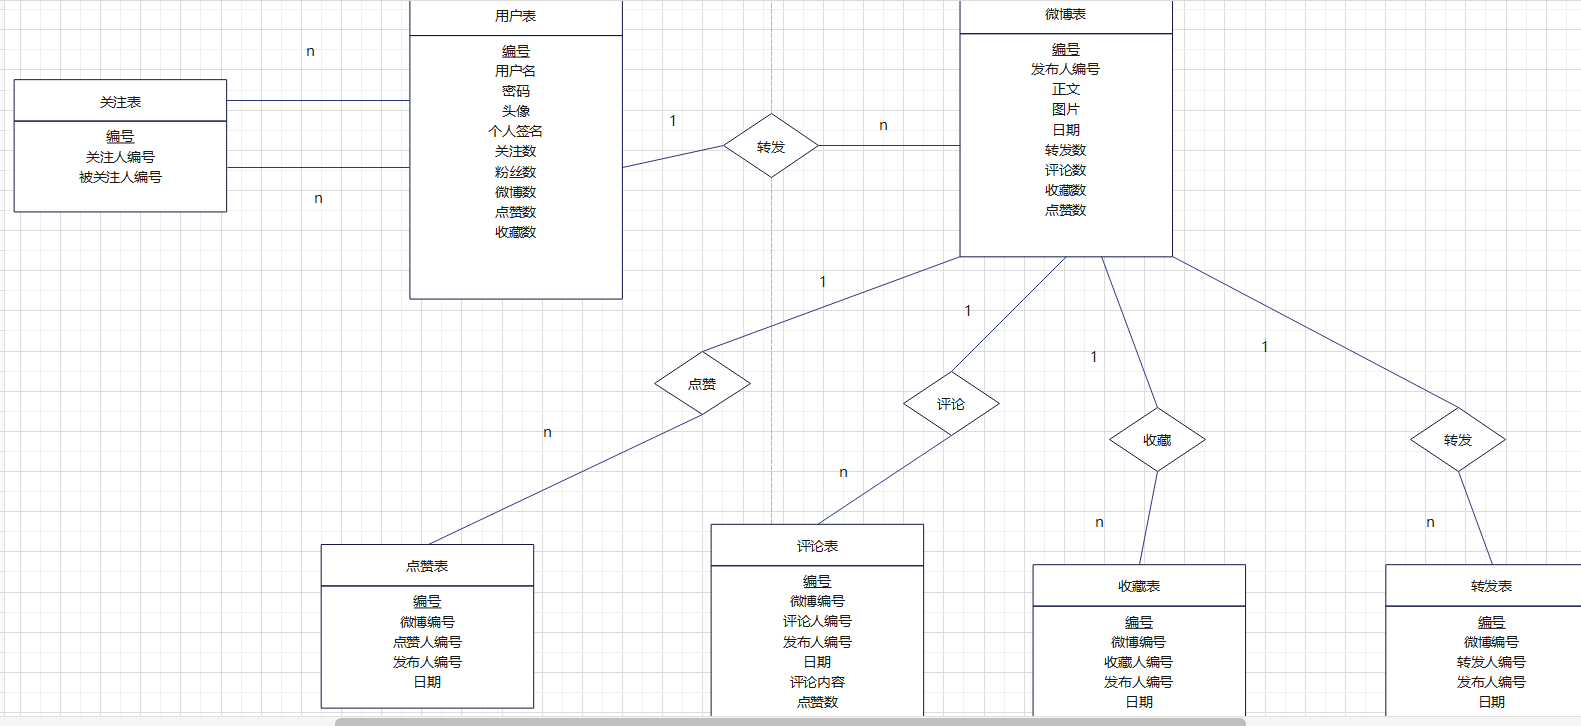 用户表
编号
用户名
密码
头像
个人签名
关注数
粉丝数
微博数
点赞数
收藏数
微博表
编号
发布人编号
正文
图片
日期
转发数
评论数
收藏数
点赞数
n
关注表
编号
关注人编号
被关注人编号
n
1
转发
n
1
点赞
n
1
评论
n
1
收藏
n
1
转发
n
点赞表
编号
微博编号
点赞人编号
发布人编号
日期
评论表
编号
微博编号
评论人编号
发布人编号
日期
评论内容
点赞数
收藏表
编号
微博编号
收藏人编号
发布人编号
日期
转发表
编号
微博编号
转发人编号
发布人编号
日期